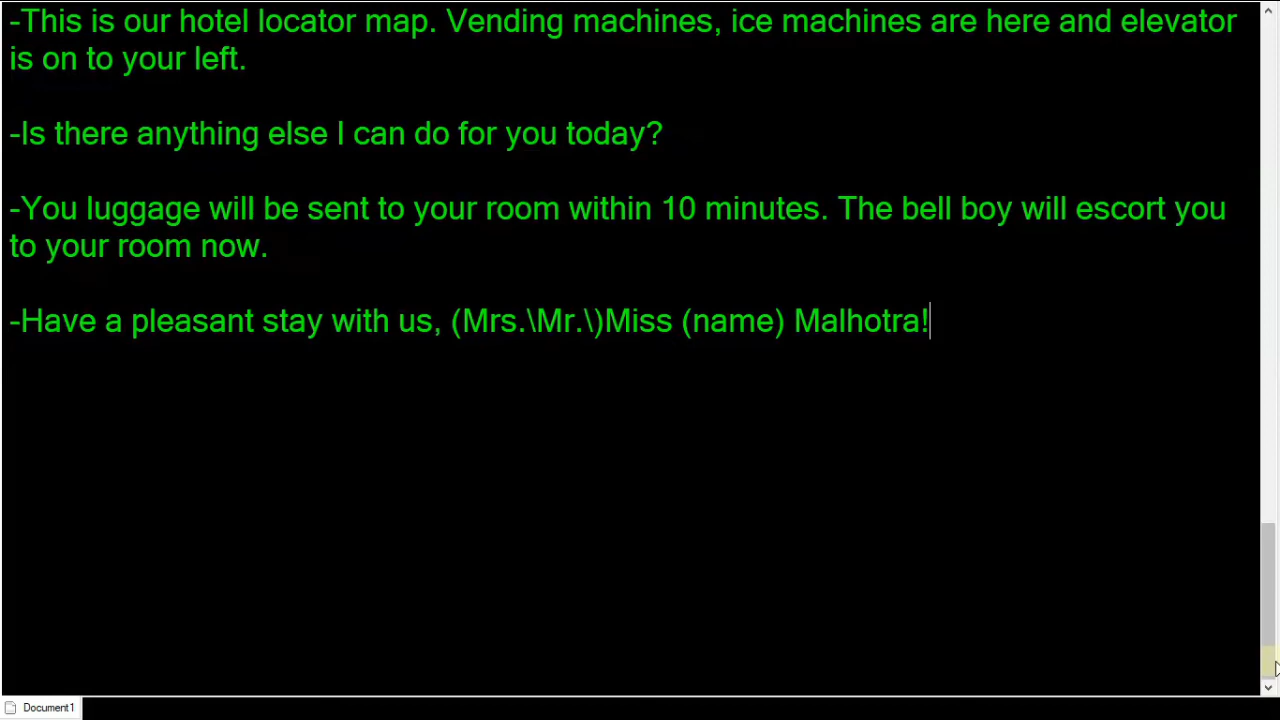 -This is our hotel locator map. Vending machines, ice machines are here and elevator
is on to your left.
-Is there anything else I can do for you today?
-You luggage will be sent to your room within 10 minutes. The bell boy will escort you
to your room now.
-Have a pleasant stay with us, (Mrs.\Mr.\)Miss (name) Malhotra!
Document1